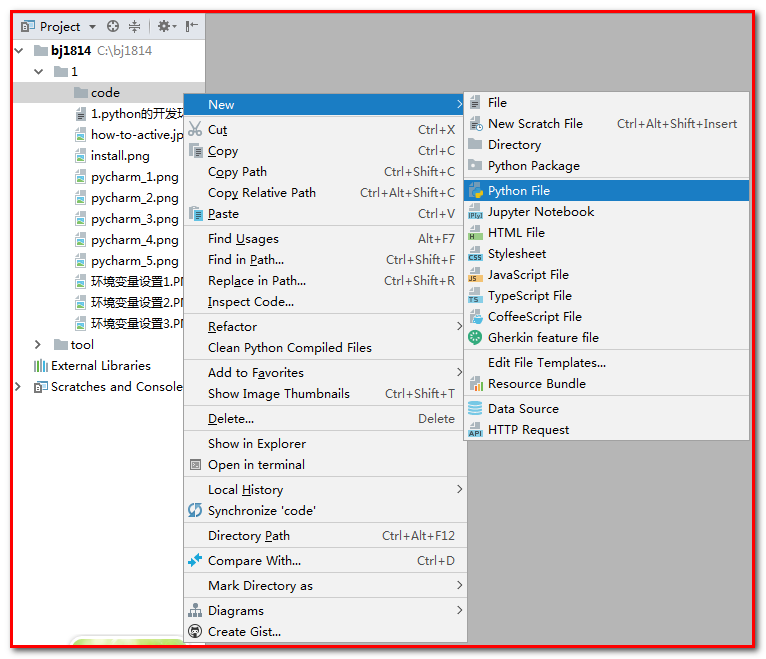 Project
bj1814 C:\bj1814
1
code
1.python的开发环
how-to-active.jp
install.png
pycharm_1.png
pycharm_2.png
pycharm_3.png
pycharm_4.png
pycharm_5.png
环境变量设置1.PN
环境变量设置2.PN
环境变量设置3.PN
tool
External Libraries
Scratches and Console
New
Cut Ctrl+X
Copy Ctrl+C
Copy Path Ctrl+Shift+C
Copy Relative Path Ctrl+Alt+Shift+C
Paste Ctrl+V
Find Usages Alt+F7
Find in Path... Ctrl+Shift+F
Replace in Path... Ctrl+Shift+R
Inspect Code...
Refactor
Clean Python Compiled Files
Add to Favorites
Show Image Thumbnails Ctrl+Shift+T
Delete... Delete
Show in Explorer
Open in terminal
Local History
Synchronize 'code'
Directory Path Ctrl+Alt+F12
Compare With... Ctrl+D
Mark Directory as
Diagrams
Create Gist...
File
New Scratch File Ctrl+Alt+Shift+Insert
Directory
Python Package
Python File
Jupyter Notebook
HTML File
Stylesheet
JavaScript File
TypeScript File
CoffeeScript File
Gherkin feature file
Edit File Templates...
Resource Bundle
Data Source
HTTP Request